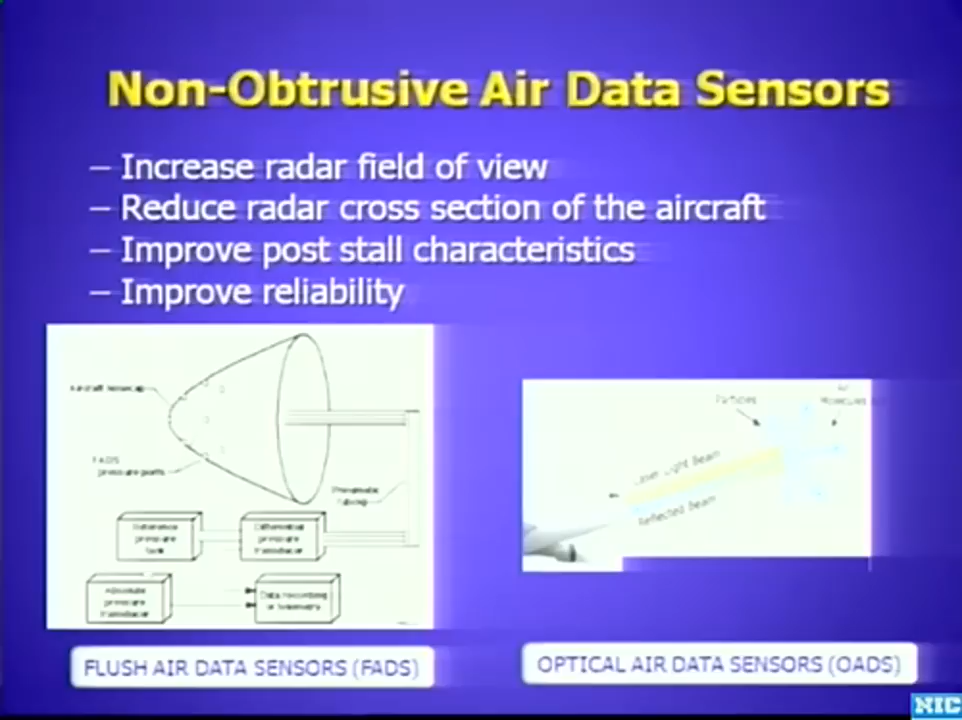 Non-Obtrusive Air Data Sensors
– Increase radar field of view
– Reduce radar cross section of the aircraft
– Improve post stall characteristics
– Improve reliability
Aircraft nosecap
FADS
pressure ports
Pneumatic
tubing
Reference
pressure
tank
Differential
pressure
transducer
Absolute
pressure
transducer
Data recording
or telemetry
Particles
Air
Molecules
Laser Light Beam
Reflected Beam
FLUSH AIR DATA SENSORS (FADS)
OPTICAL AIR DATA SENSORS (OADS)
NIC